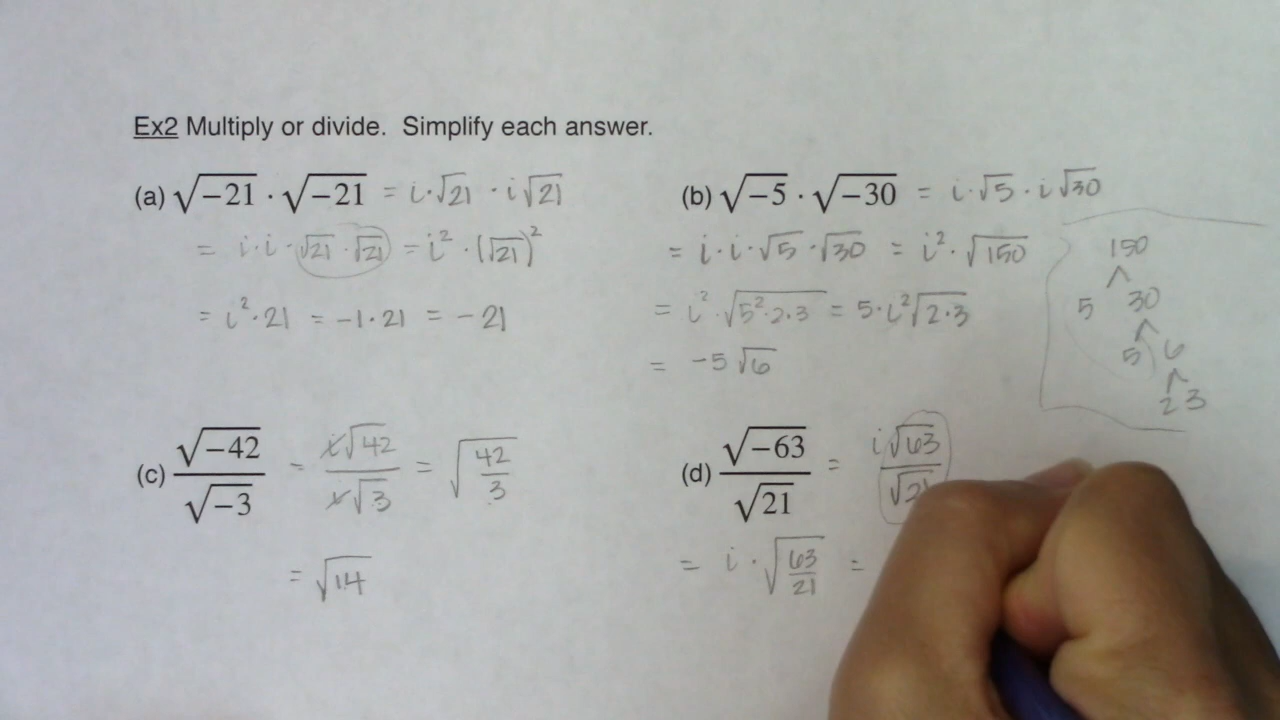 Ex2 Multiply or divide. Simplify each answer.
(a) √−21 · √−21 = i·√21 · i√21
= i·i·√21·√21 = i² · (√21)²
= i²·21 = −1·21 = −21
(b) √−5 · √−30 = i·√5 · i√30
= i·i·√5·√30 = i²·√150
= i²·√5²·2·3 = 5·i²√2·3
= −5√6
150
5 30
5 6
2 3
(c) √−42/√−3 = i√42/i√3 = √42/3
= √14
(d) √−63/√21 = i√63/√21
= i·√63/21 =